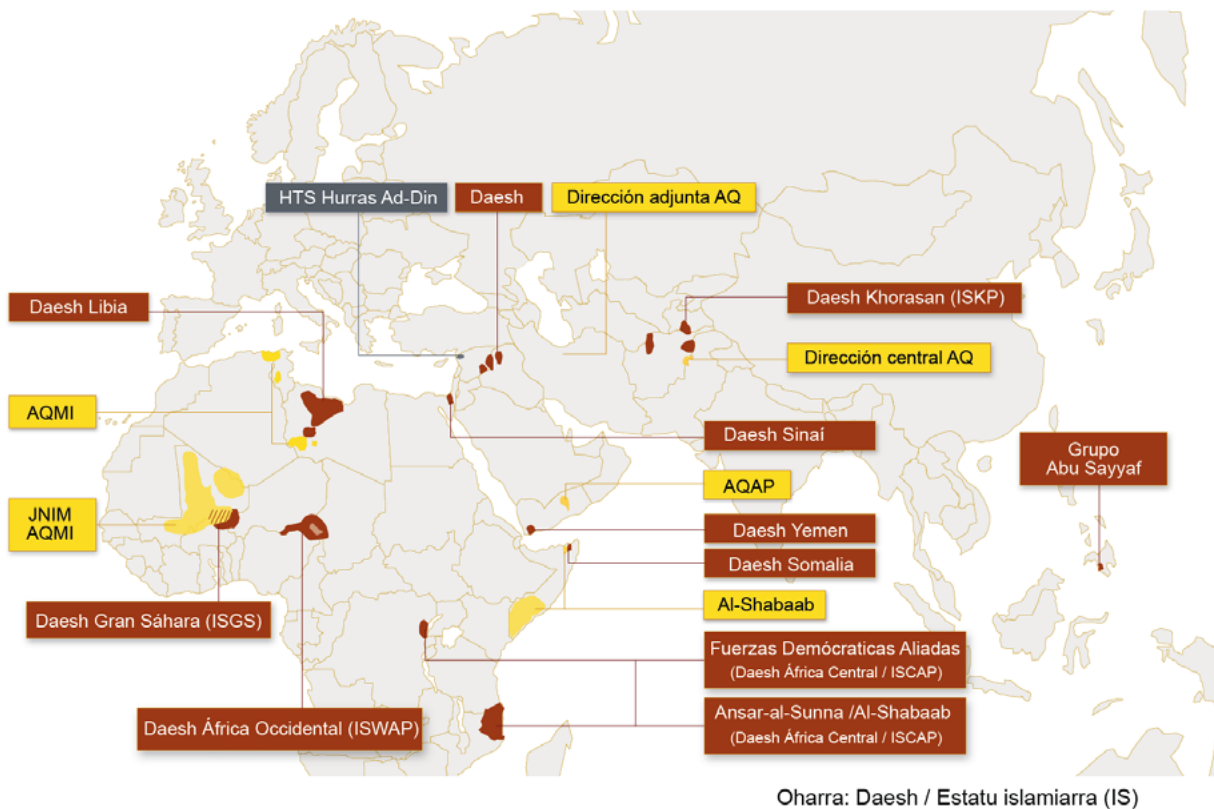 HTS Hurras Ad-Din
Daesh
Dirección adjunta AQ
Daesh Libia
Daesh Khorasan (ISKP)
Dirección central AQ
AQMI
Daesh Sinaí
Grupo
Abu Sayyaf
AQAP
JNIM
AQMI
Daesh Yemen
Daesh Somalia
Al-Shabaab
Daesh Gran Sáhara (ISGS)
Fuerzas Demócraticas Aliadas
(Daesh África Central / ISCAP)
Daesh África Occidental (ISWAP)
Ansar-al-Sunna /Al-Shabaab
(Daesh África Central / ISCAP)
Oharra: Daesh / Estatu islamiarra (IS)